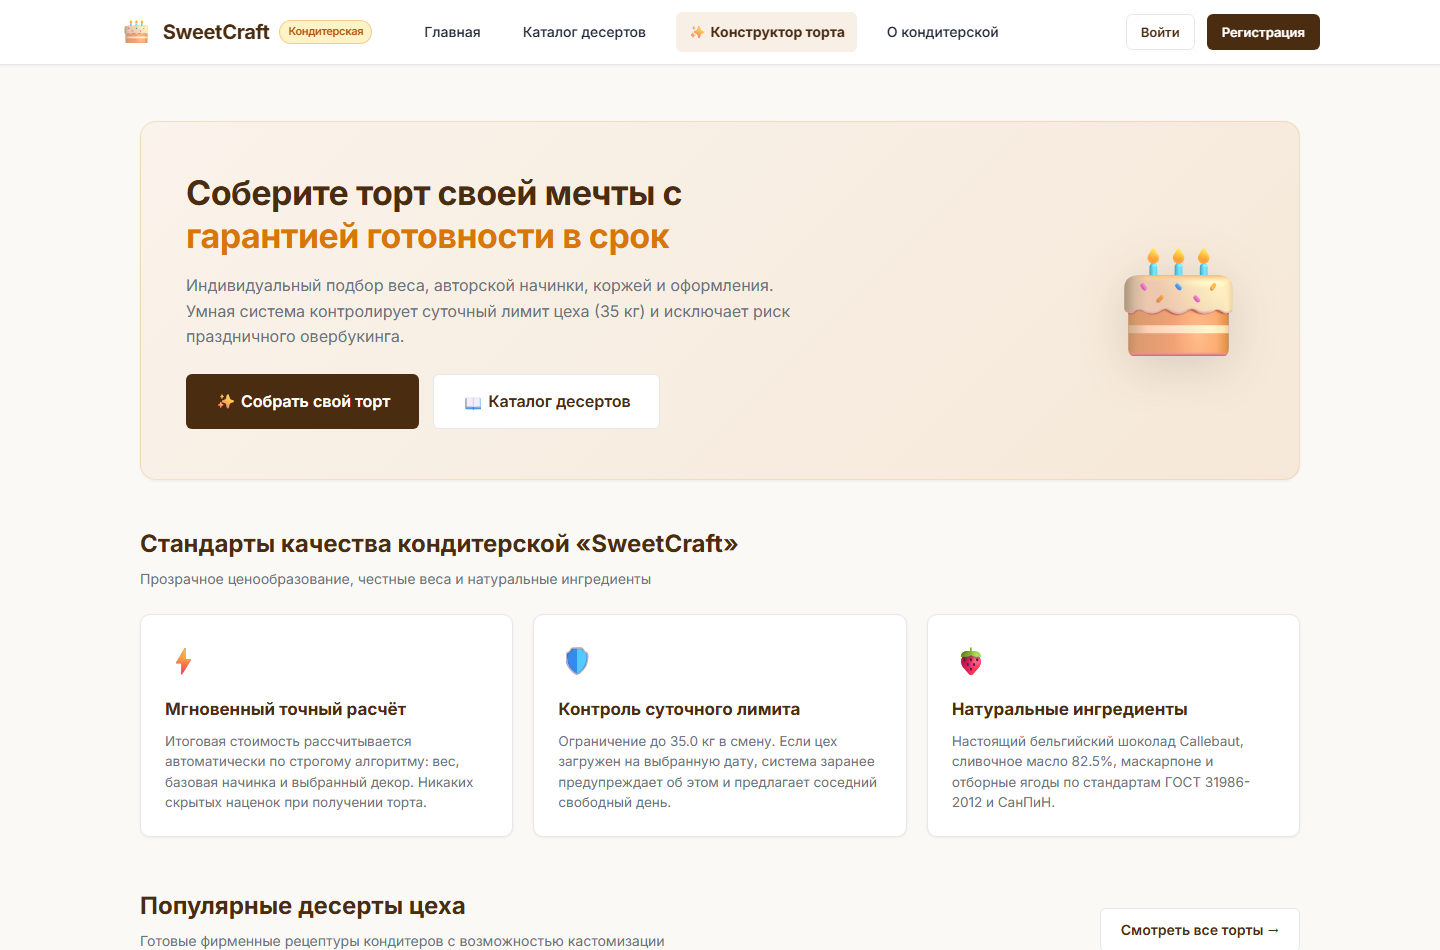 SweetCraft Кондитерская Главная Каталог десертов ✨ Конструктор торта О кондитерской Войти Регистрация
Соберите торт своей мечты с
гарантией готовности в срок
Индивидуальный подбор веса, авторской начинки, коржей и оформления.
Умная система контролирует суточный лимит цеха (35 кг) и исключает риск
праздничного овербукинга.
✨ Собрать свой торт 📖 Каталог десертов
Стандарты качества кондитерской «SweetCraft»
Прозрачное ценообразование, честные веса и натуральные ингредиенты
Мгновенный точный расчёт
Итоговая стоимость рассчитывается
автоматически по строгому алгоритму: вес,
базовая начинка и выбранный декор. Никаких
скрытых наценок при получении торта.
Контроль суточного лимита
Ограничение до 35.0 кг в смену. Если цех
загружен на выбранную дату, система заранее
предупреждает об этом и предлагает соседний
свободный день.
Натуральные ингредиенты
Настоящий бельгийский шоколад Callebaut,
сливочное масло 82.5%, маскарпоне и
отборные ягоды по стандартам ГОСТ 31986-
2012 и СанПиН.
Популярные десерты цеха
Готовые фирменные рецептуры кондитеров с возможностью кастомизации
Смотреть все торты →